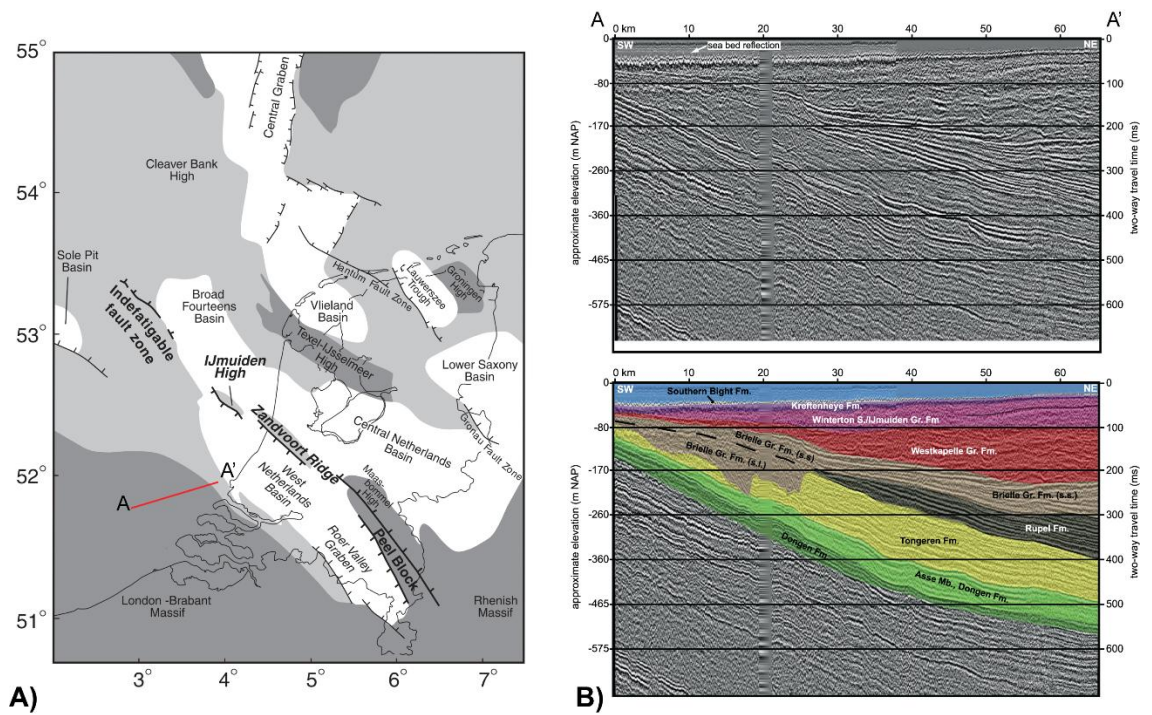 55°
54°
53°
52°
51°
3°
4°
5°
6°
7°
Central Graben
Cleaver Bank
High
Sole Pit
Basin
Indefatigable
fault zone
Broad
Fourteens
Basin
Hantum Fault Zone
Lauwerszee
Trough
Groningen
High
Vlieland
Basin
Texel-IJsselmeer
High
IJmuiden
High
Lower Saxony
Basin
Gronau Fault Zone
Zandvoort Ridge
Central Netherlands
Basin
A
A'
West
Netherlands
Basin
Maas-
bommel
High
Peel Block
Roer Valley
Graben
London -Brabant
Massif
Rhenish
Massif
A)
A
A'
0 km
10
20
30
40
50
60
SW
sea bed reflection
NE
0
-80
-170
-260
-360
-465
-575
approximate elevation (m NAP)
0
100
200
300
400
500
600
two-way travel time (ms)
0 km
10
20
30
40
50
60
SW
NE
Southern Bight Fm.
Kreftenheye Fm.
Winterton S./IJmuiden Gr. Fm
Brielle Gr. Fm. (s.s)
Westkapelle Gr. Fm.
Brielle Gr. Fm. (s.l.)
Brielle Gr. Fm. (s.s.)
Rupel Fm.
Tongeren Fm.
Dongen Fm.
Asse Mb., Dongen Fm.
0
-80
-170
-260
-360
-465
-575
approximate elevation (m NAP)
0
100
200
300
400
500
600
two-way travel time (ms)
B)